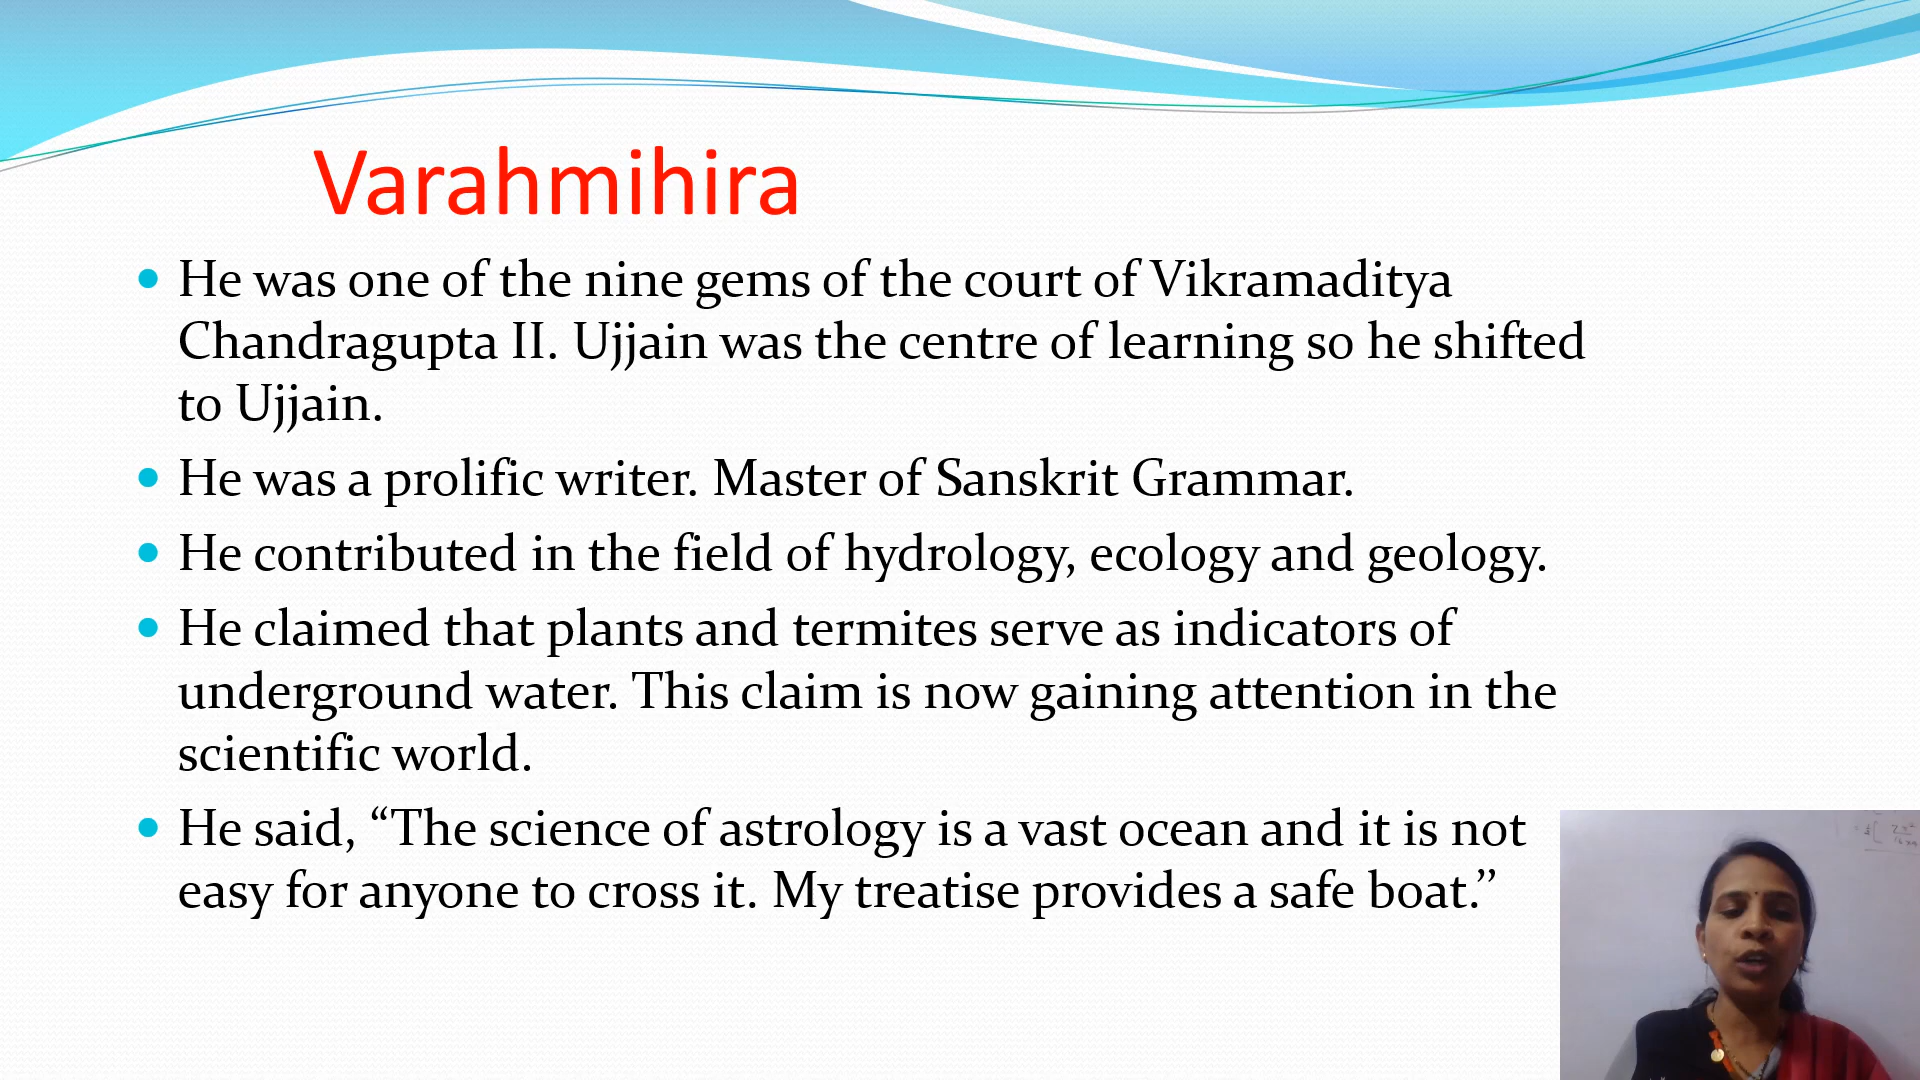 Varahmihira
• He was one of the nine gems of the court of Vikramaditya
Chandragupta II. Ujjain was the centre of learning so he shifted
to Ujjain.
• He was a prolific writer. Master of Sanskrit Grammar.
• He contributed in the field of hydrology, ecology and geology.
• He claimed that plants and termites serve as indicators of
underground water. This claim is now gaining attention in the
scientific world.
• He said, “The science of astrology is a vast ocean and it is not
easy for anyone to cross it. My treatise provides a safe boat.’’